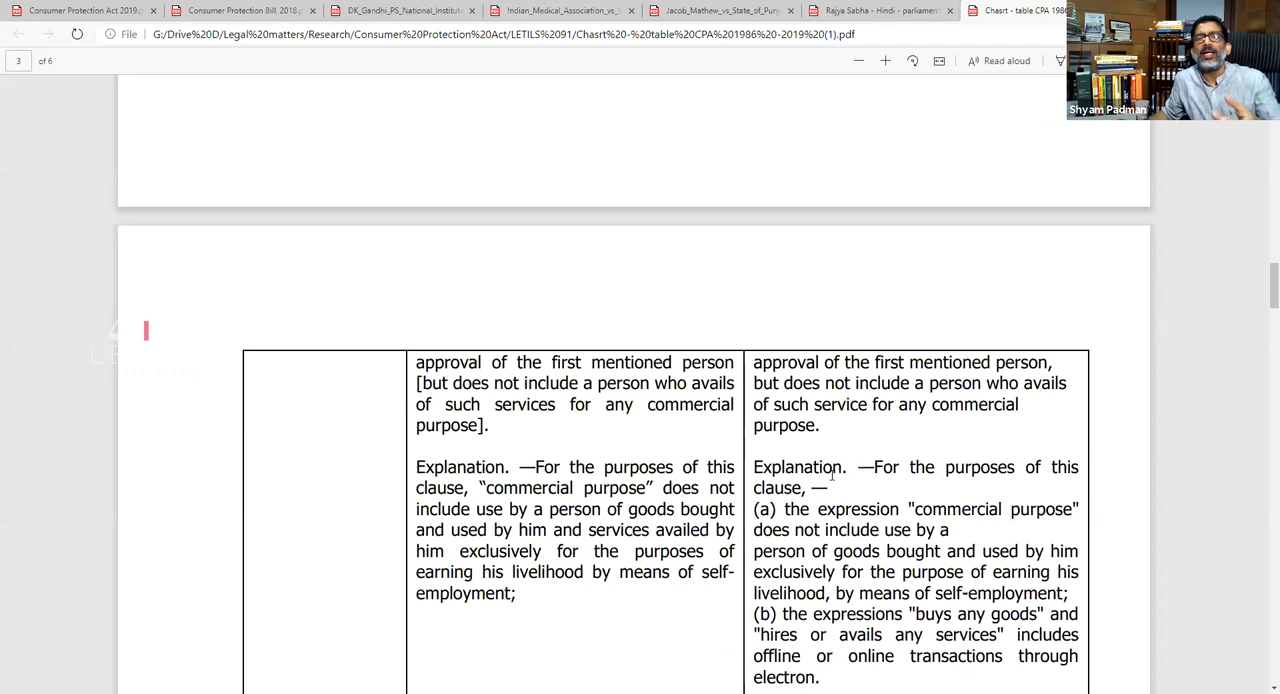 Consumer Protection Act 2019.
Consumer Protection Bill, 2018.
DK_Gandhi_PS_National_Institut
Indian_Medical_Association_vs_
Jacob_Mathew_vs_State_of_Pun
Rajya Sabha - Hindi - parliament
Chasrt - table CPA 1986
File
G:/Drive%20D/Legal%20matters/Research/Consumer%20Protection%20Act/LETILS%2091/Chasrt%20-%20table%20CPA%201986%20-2019%20(1).pdf
3 of 6
Read aloud
Shyam Padman
approval of the first mentioned person
[but does not include a person who avails
of such services for any commercial
purpose].
Explanation. —For the purposes of this
clause, “commercial purpose” does not
include use by a person of goods bought
and used by him and services availed by
him exclusively for the purposes of
earning his livelihood by means of self-
employment;
approval of the first mentioned person,
but does not include a person who avails
of such service for any commercial
purpose.
Explanation. —For the purposes of this
clause, —
(a) the expression "commercial purpose"
does not include use by a
person of goods bought and used by him
exclusively for the purpose of earning his
livelihood, by means of self-employment;
(b) the expressions "buys any goods" and
"hires or avails any services" includes
offline or online transactions through
electron.